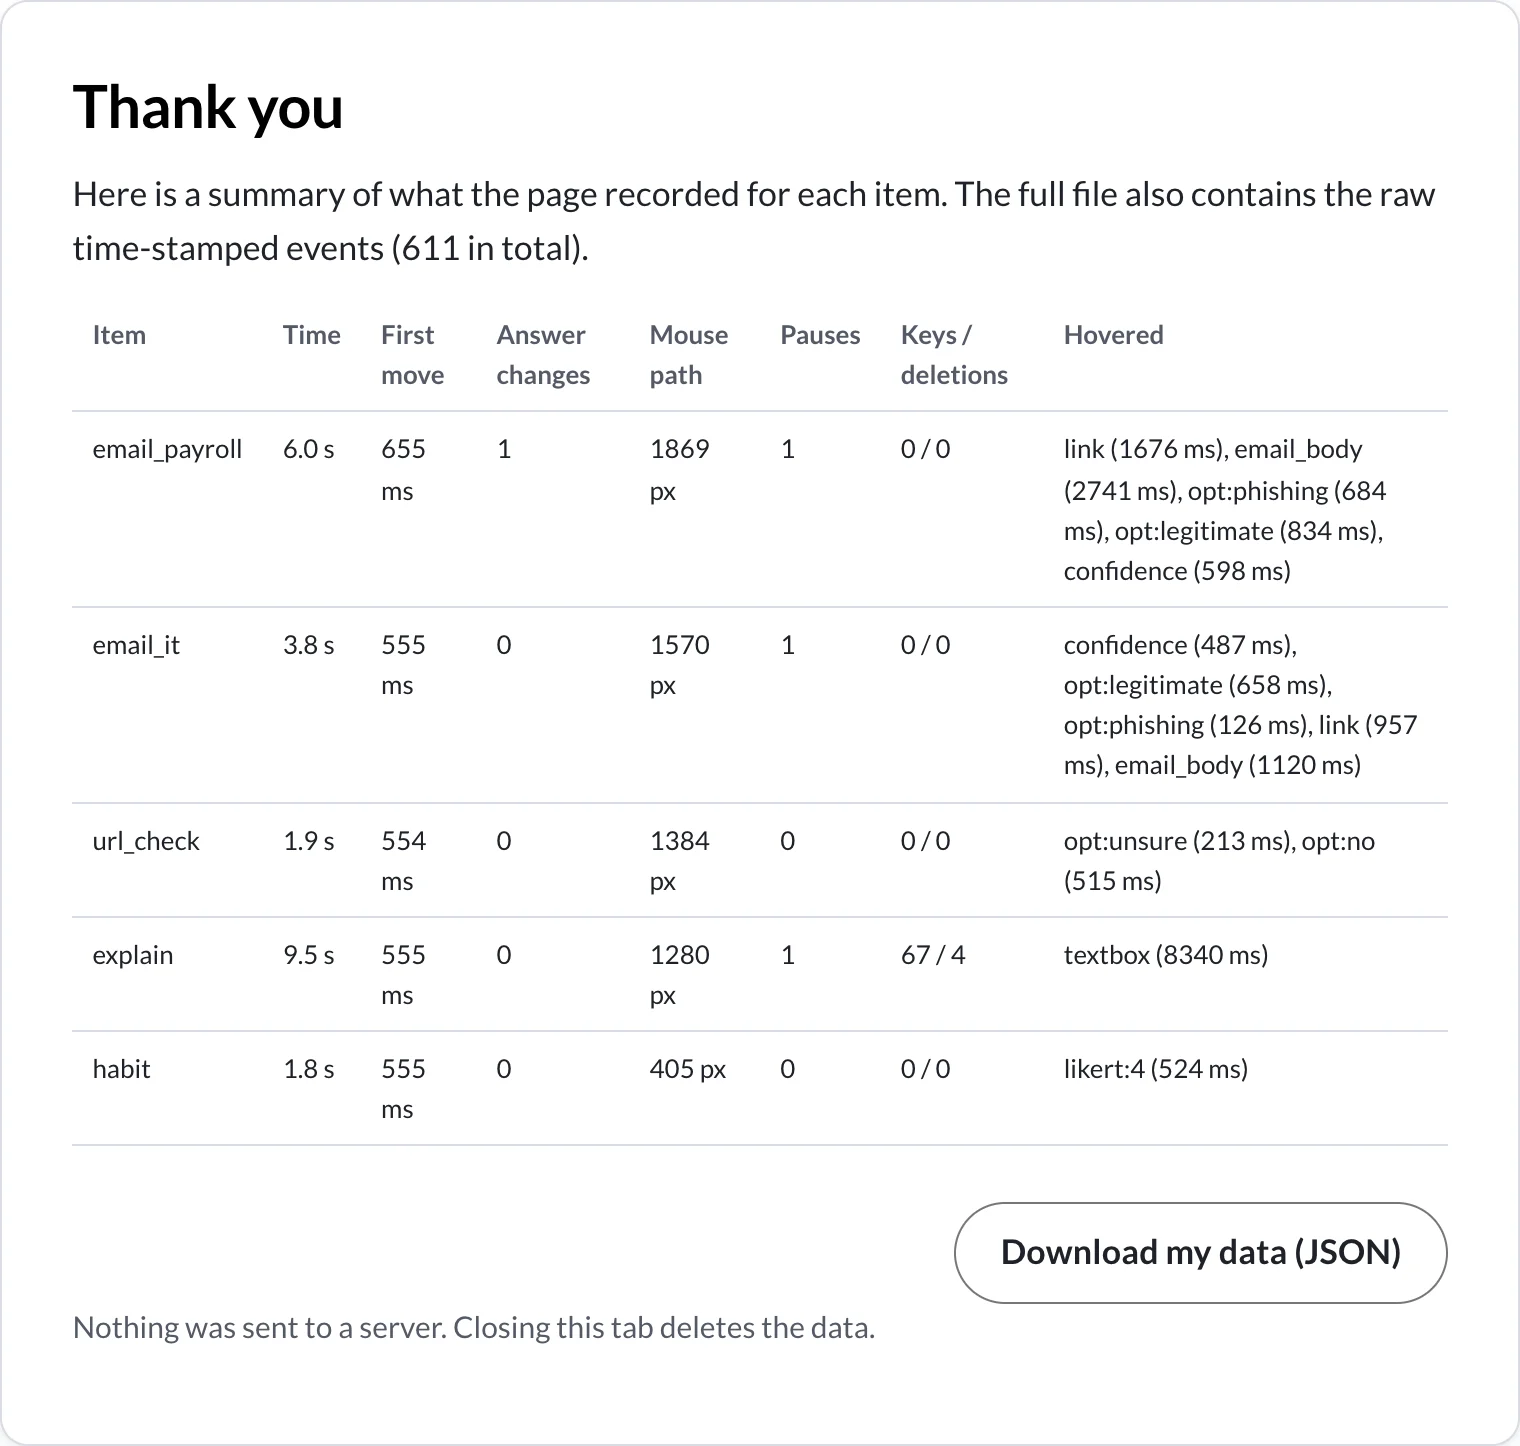 Thank you
Here is a summary of what the page recorded for each item. The full file also contains the raw
time-stamped events (611 in total).
Item Time First move Answer changes Mouse path Pauses Keys / deletions Hovered
email_payroll 6.0 s 655 ms 1 1869 px 1 0 / 0 link (1676 ms), email_body
(2741 ms), opt:phishing (684
ms), opt:legitimate (834 ms),
confidence (598 ms)
email_it 3.8 s 555 ms 0 1570 px 1 0 / 0 confidence (487 ms),
opt:legitimate (658 ms),
opt:phishing (126 ms), link (957
ms), email_body (1120 ms)
url_check 1.9 s 554 ms 0 1384 px 0 0 / 0 opt:unsure (213 ms), opt:no
(515 ms)
explain 9.5 s 555 ms 0 1280 px 1 67 / 4 textbox (8340 ms)
habit 1.8 s 555 ms 0 405 px 0 0 / 0 likert:4 (524 ms)
Download my data (JSON)
Nothing was sent to a server. Closing this tab deletes the data.